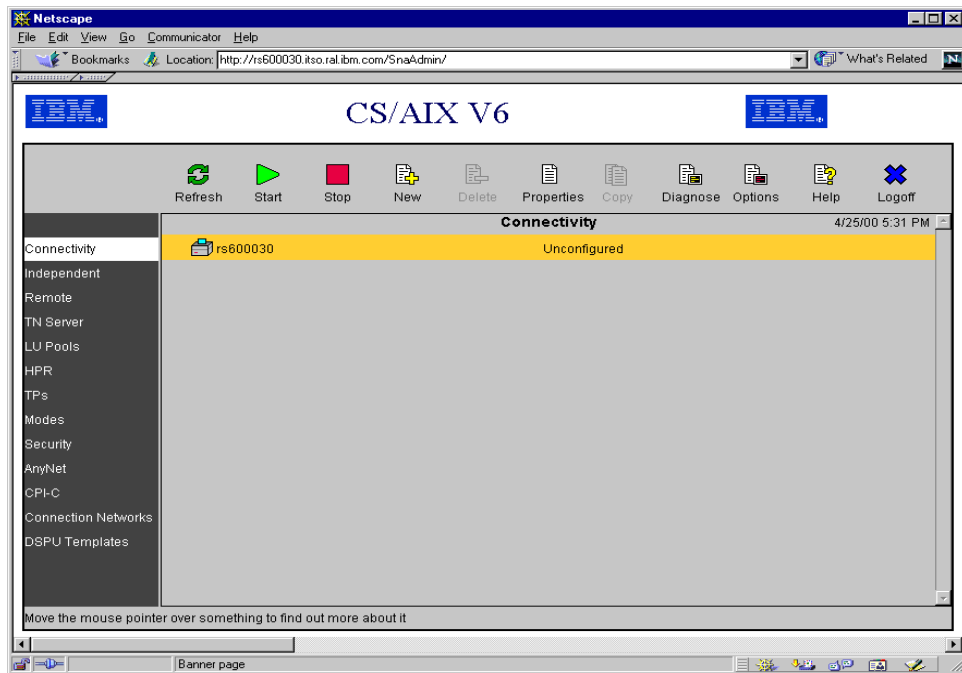 Netscape
File Edit View Go Communicator Help
Bookmarks Location: http://rs600030.itso.ral.ibm.com/SnaAdmin/ What's Related N
IBM CS/AIX V6 IBM
Refresh Start Stop New Delete Properties Copy Diagnose Options Help Logoff
Connectivity 4/25/00 5:31 PM
Connectivity rs600030 Unconfigured
Independent
Remote
TN Server
LU Pools
HPR
TPs
Modes
Security
AnyNet
CPI-C
Connection Networks
DSPU Templates
Move the mouse pointer over something to find out more about it
Banner page